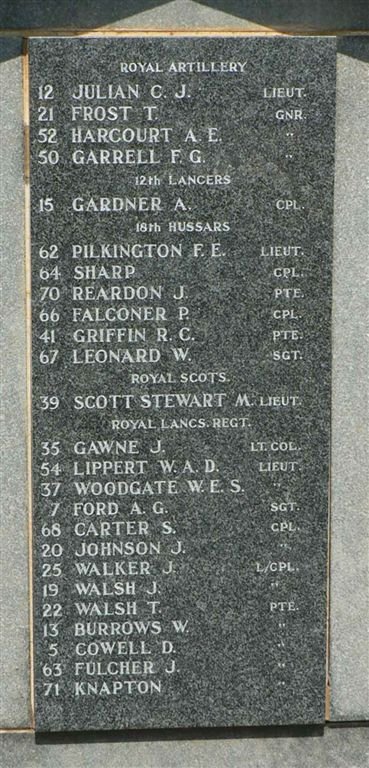 ROYAL ARTILLERY
12 JULIAN C. J. LIEUT.
21 FROST T. GNR.
52 HARCOURT A. E. "
50 GARRELL F. G. "
12th LANCERS
15 GARDNER A. CPL.
18th HUSSARS
62 PILKINGTON F. E. LIEUT.
64 SHARP CPL.
70 REARDON J. PTE.
66 FALCONER P. CPL.
41 GRIFFIN R. C. PTE.
67 LEONARD W. SGT.
ROYAL SCOTS.
39 SCOTT STEWART M. LIEUT.
ROYAL LANCS. REGT.
35 GAWNE J. LT. COL.
54 LIPPERT W. A. D. LIEUT.
37 WOODGATE W. E. S. "
7 FORD A. G. SGT.
68 CARTER S. CPL.
20 JOHNSON J. "
25 WALKER J. L/CPL.
19 WALSH J. "
22 WALSH T. PTE.
13 BURROWS W. "
5 COWELL D. "
63 FULCHER J. "
71 KNAPTON "